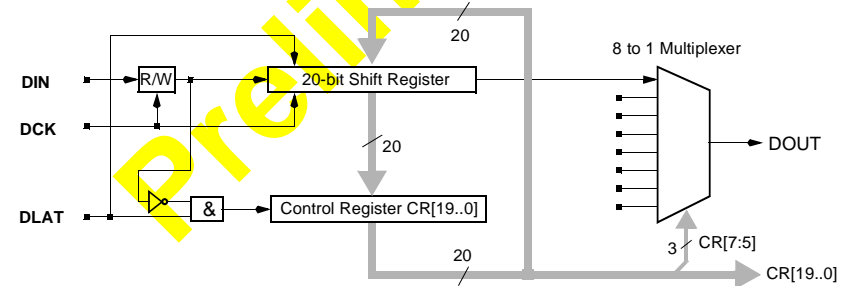 20
8 to 1 Multiplexer
DIN
R/W
20-bit Shift Register
DCK
20
DOUT
DLAT
&
Control Register CR[19..0]
20
3
CR[7:5]
CR[19..0]